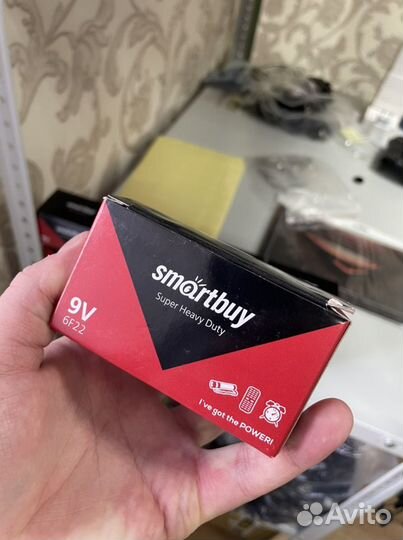 smartbuy
Super Heavy Duty
9V
6F22
I've got the POWER!
Avito